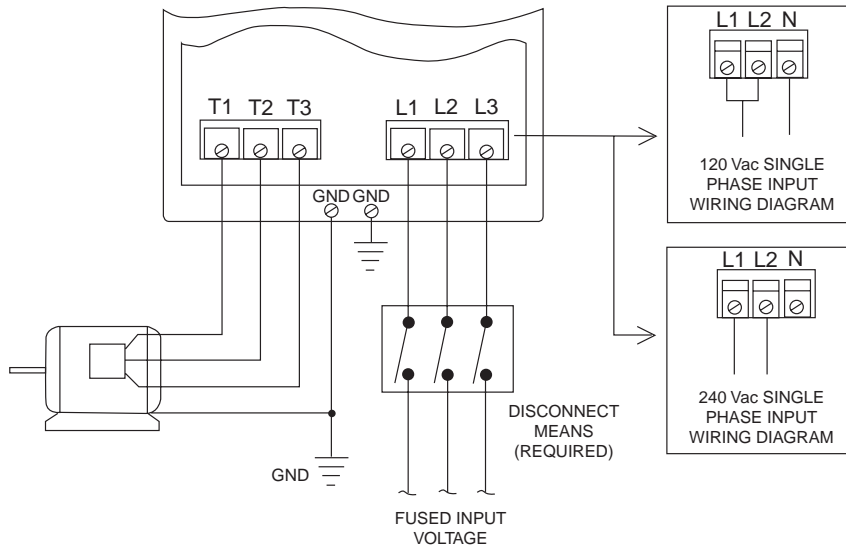 T1 T2 T3
L1 L2 L3
GND GND
GND
DISCONNECT
MEANS
(REQUIRED)
FUSED INPUT
VOLTAGE
L1 L2 N
120 Vac SINGLE
PHASE INPUT
WIRING DIAGRAM
L1 L2 N
240 Vac SINGLE
PHASE INPUT
WIRING DIAGRAM